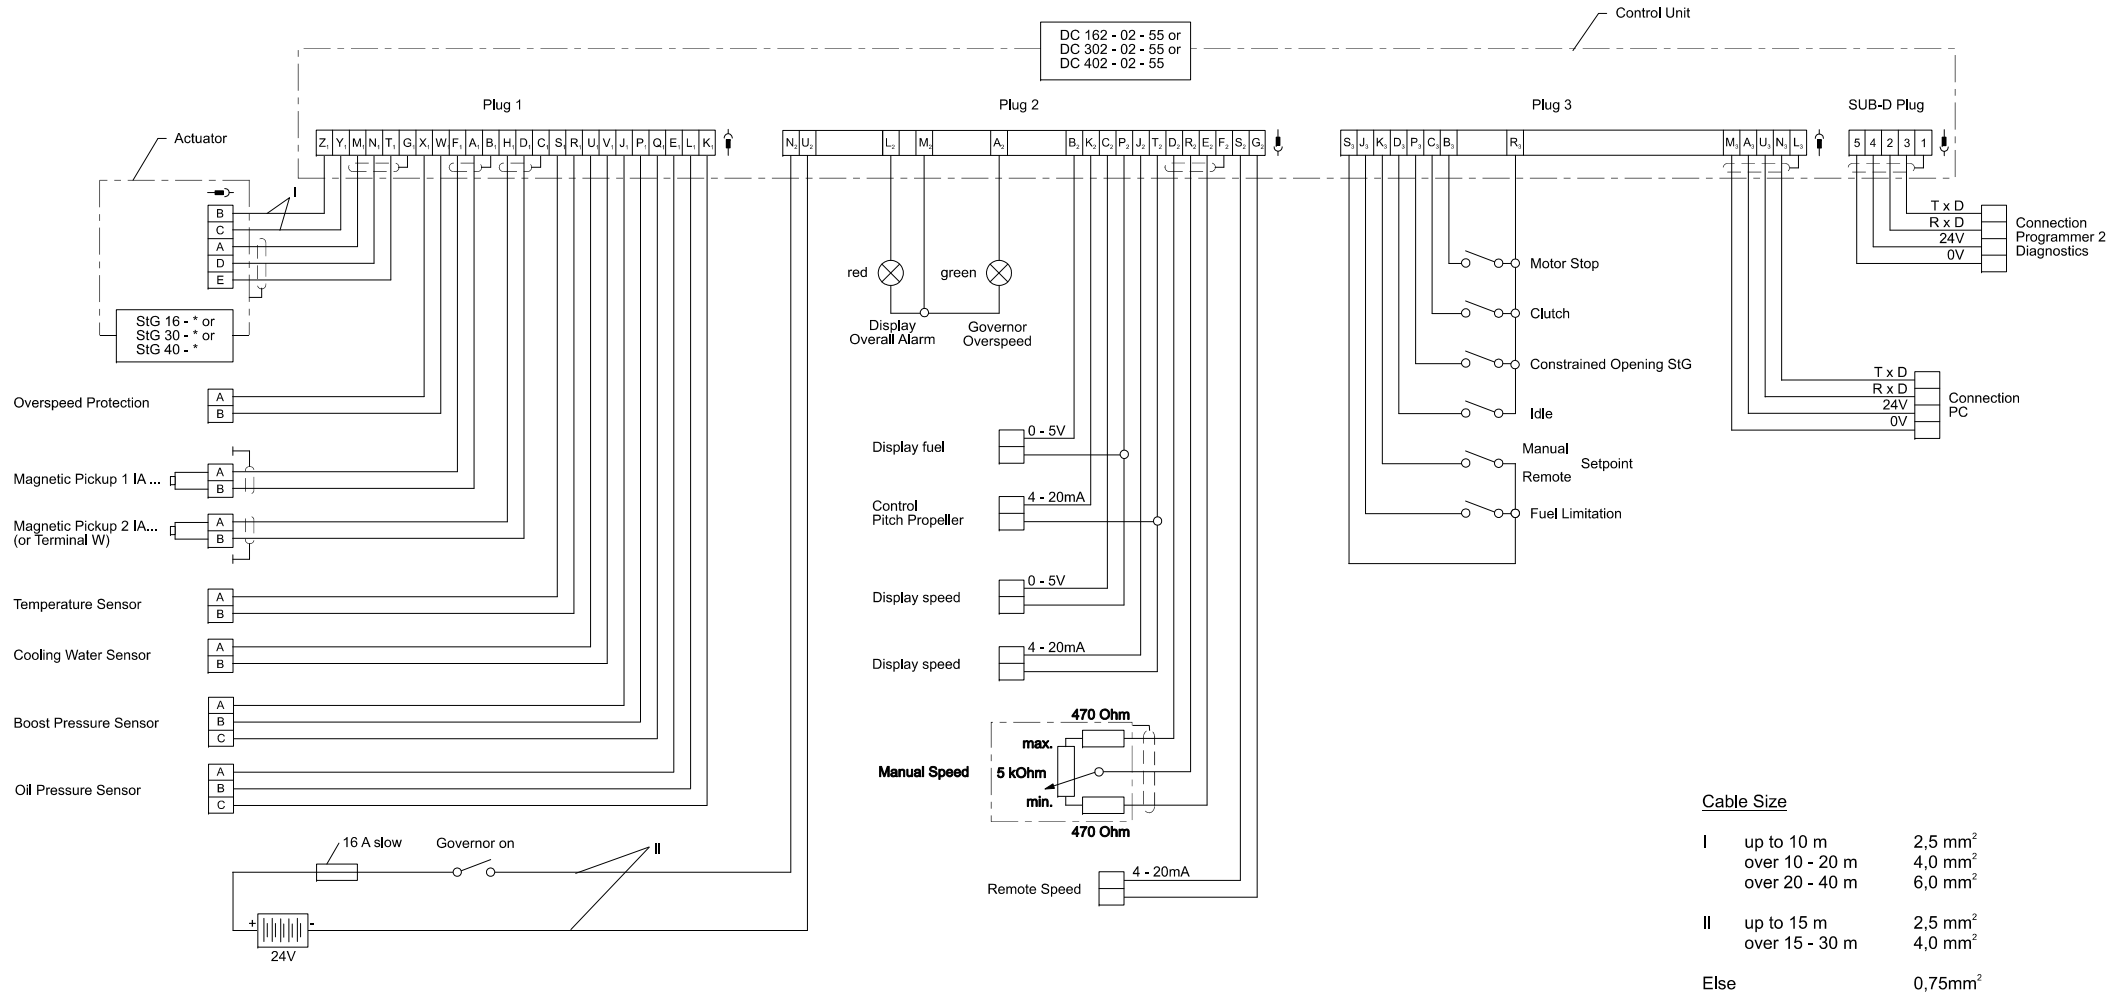 Control Unit
DC 162 - 02 - 55 or
DC 302 - 02 - 55 or
DC 402 - 02 - 55
Plug 1
Plug 2
Plug 3
SUB-D Plug
Actuator
Z₁ Y₁ M₁ N₁ T₁ G₁ X₁ W₁ F₁ A₁ B₁ H₁ D₁ C₁ S₁ R₁ U₁ V₁ J₁ P₁ Q₁ E₁ L₁ K₁
N₂ U₂ L₂ M₂ A₂ B₂ K₂ C₂ P₂ J₂ T₂ D₂ R₂ E₂ F₂ S₂ G₂
S₃ J₃ K₃ D₃ P₃ C₃ B₃ R₃ M₃ A₃ U₃ N₃ L₃
5 4 2 3 1
I
B
C
A
D
E
StG 16 - * or
StG 30 - * or
StG 40 - *
Overspeed Protection
A
B
Magnetic Pickup 1 IA ...
A
B
Magnetic Pickup 2 IA...
(or Terminal W)
A
B
Temperature Sensor
A
B
Cooling Water Sensor
A
B
Boost Pressure Sensor
A
B
C
Oil Pressure Sensor
A
B
C
16 A slow
Governor on
II
+
-
24V
red
green
Display
Overall Alarm
Governor
Overspeed
Display fuel
0 - 5V
Control
Pitch Propeller
4 - 20mA
Display speed
0 - 5V
Display speed
4 - 20mA
470 Ohm
max.
Manual Speed
5 kOhm
min.
470 Ohm
Remote Speed
4 - 20mA
Motor Stop
Clutch
Constrained Opening StG
Idle
Manual
Remote
Setpoint
Fuel Limitation
T x D
R x D
24V
0V
Connection
Programmer 2
Diagnostics
T x D
R x D
24V
0V
Connection
PC
Cable Size
I up to 10 m 2,5 mm²
over 10 - 20 m 4,0 mm²
over 20 - 40 m 6,0 mm²
II up to 15 m 2,5 mm²
over 15 - 30 m 4,0 mm²
Else 0,75mm²